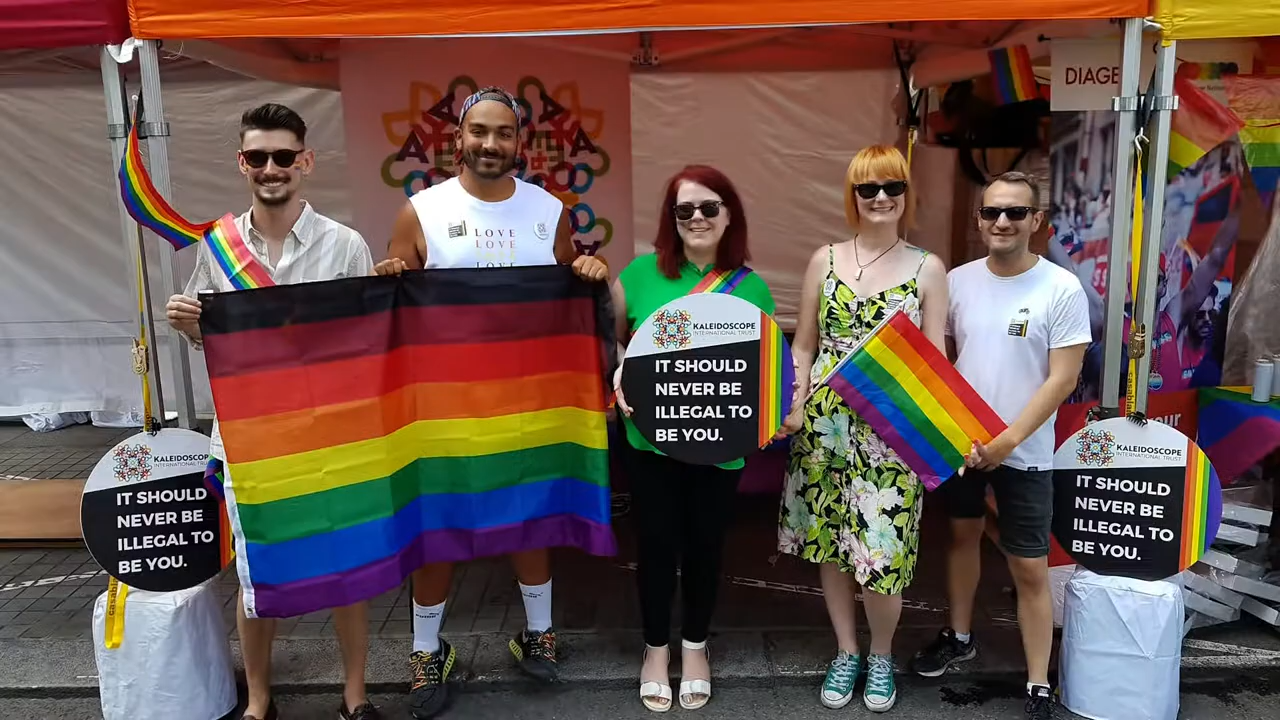 DIAGE
LOVE
LOVE
LOVE
KALEIDOSCOPE
INTERNATIONAL TRUST
IT SHOULD
NEVER BE
ILLEGAL TO
BE YOU.
KALEIDOSCOPE
INTERNATIONAL TRUST
IT SHOULD
NEVER BE
ILLEGAL TO
BE YOU.
KALEIDOSCOPE
INTERNATIONAL TRUST
IT SHOULD
NEVER BE
ILLEGAL TO
BE YOU.